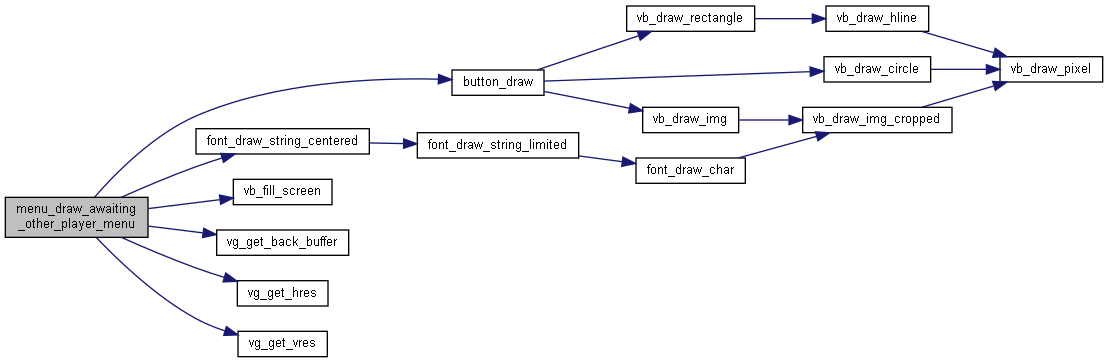 vb_draw_rectangle
vb_draw_hline
button_draw
vb_draw_circle
vb_draw_pixel
vb_draw_img
vb_draw_img_cropped
font_draw_string_centered
font_draw_string_limited
font_draw_char
vb_fill_screen
menu_draw_awaiting
_other_player_menu
vg_get_back_buffer
vg_get_hres
vg_get_vres